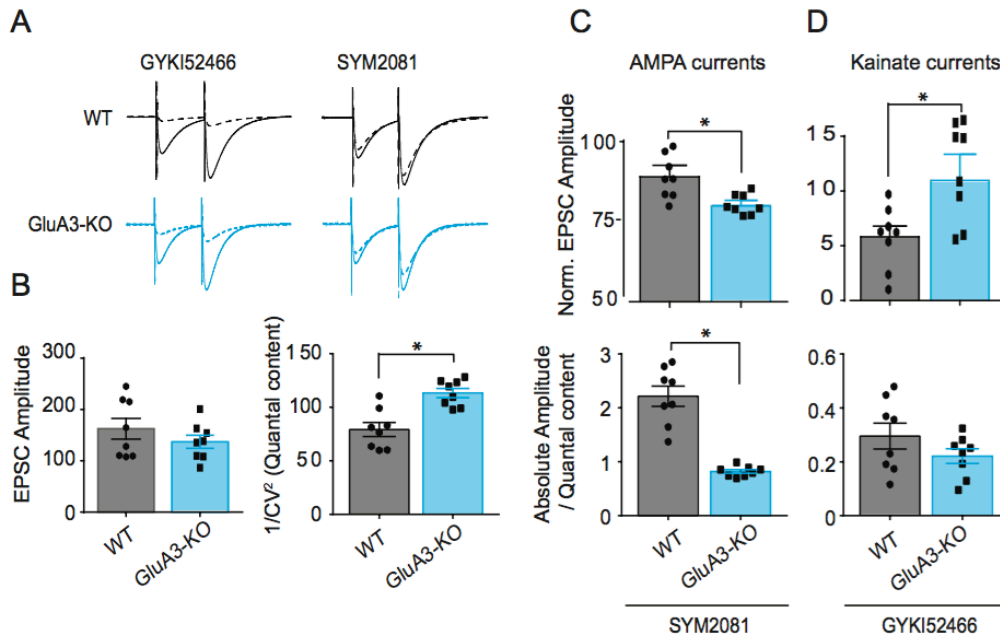 A
GYKI52466
SYM2081
WT
GluA3-KO
B
EPSC Amplitude
300
200
100
0
WT
GluA3-KO
1/CV² (Quantal content)
150
100
50
0
*
WT
GluA3-KO
C
AMPA currents
Norm. EPSC Amplitude
100
75
50
*
Absolute Amplitude
/ Quantal content
3
2
1
0
*
WT
GluA3-KO
SYM2081
D
Kainate currents
15
10
5
0
*
0.6
0.4
0.2
0
WT
GluA3-KO
GYKI52466